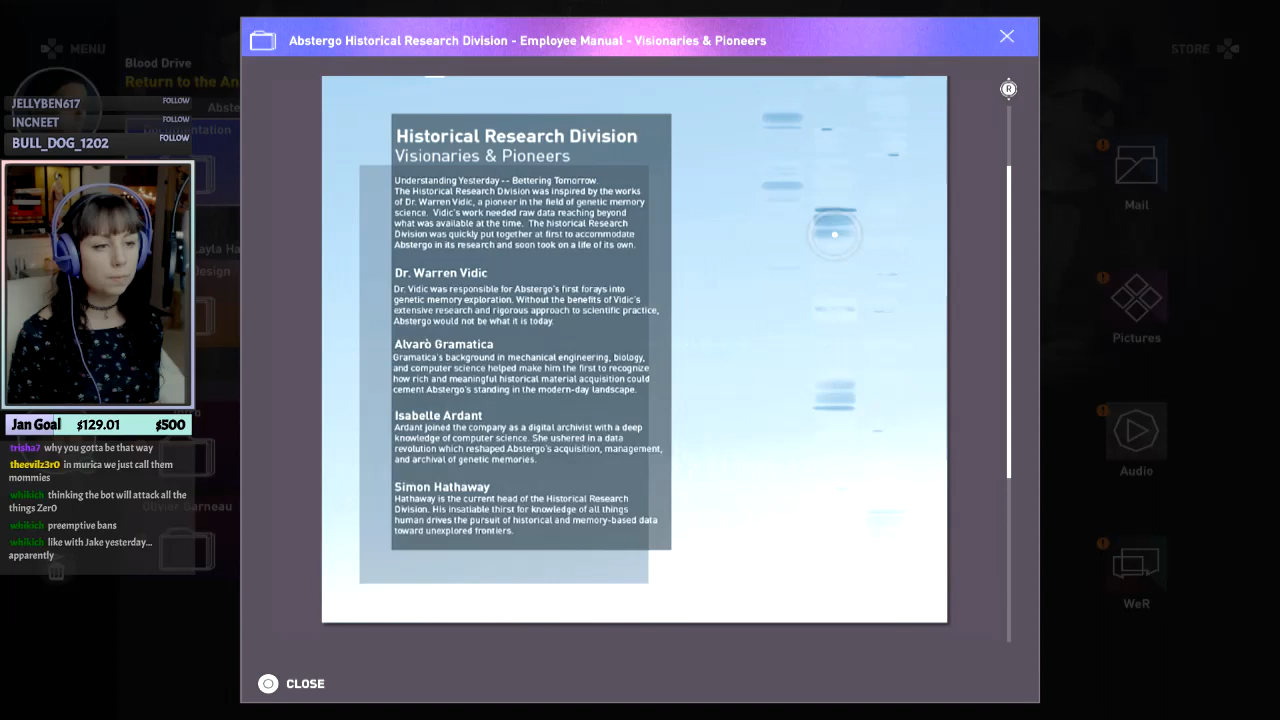 Abstergo Historical Research Division - Employee Manual - Visionaries & Pioneers
MENU
Blood Drive
Return to the An
STORE
JELLYBEN617 FOLLOW
INCNEET FOLLOW
BULL_DOG_1202 FOLLOW
Abste
Documentation
Layla Ha
Design
Olivier Garneau
Historical Research Division
Visionaries & Pioneers
Understanding Yesterday -- Bettering Tomorrow
The Historical Research Division was inspired by the works
of Dr. Warren Vidic, a pioneer in the field of genetic memory
science. Vidic's work needed raw data reaching beyond
what was available at the time. The historical Research
Division was quickly put together at first to accommodate
Abstergo in its research and soon took on a life of its own.
Dr. Warren Vidic
Dr. Vidic was responsible for Abstergo's first forays into
genetic memory exploration. Without the benefits of Vidic's
extensive research and rigorous approach to scientific practice,
Abstergo would not be what it is today.
Alvarò Gramatica
Gramatica's background in mechanical engineering, biology,
and computer science helped make him the first to recognize
how rich and meaningful historical material acquisition could
cement Abstergo's standing in the modern-day landscape.
Isabelle Ardant
Ardant joined the company as a digital archivist with a deep
knowledge of computer science. She ushered in a data
revolution which reshaped Abstergo's acquisition, management,
and archival of genetic memories.
Simon Hathaway
Hathaway is the current head of the Historical Research
Division. His insatiable thirst for knowledge of all things
human drives the pursuit of historical and memory-based data
toward unexplored frontiers.
R
Mail
Pictures
Audio
WeR
Jan Goal $129.01 $500
trisha7 why you gotta be that way
theevilz3r0 in murica we just call them
mommies
whikich thinking the bot will attack all the
things Zer0
whikich preemptive bans
whikich like with Jake yesterday...
apparently
CLOSE